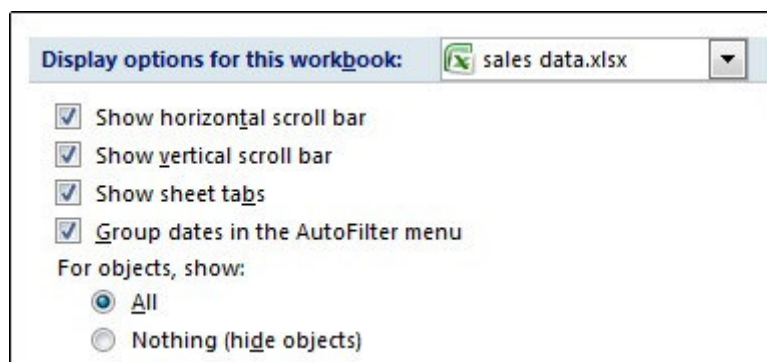 Display options for this workbook: sales data.xlsx
Show horizontal scroll bar
Show vertical scroll bar
Show sheet tabs
Group dates in the AutoFilter menu
For objects, show:
All
Nothing (hide objects)